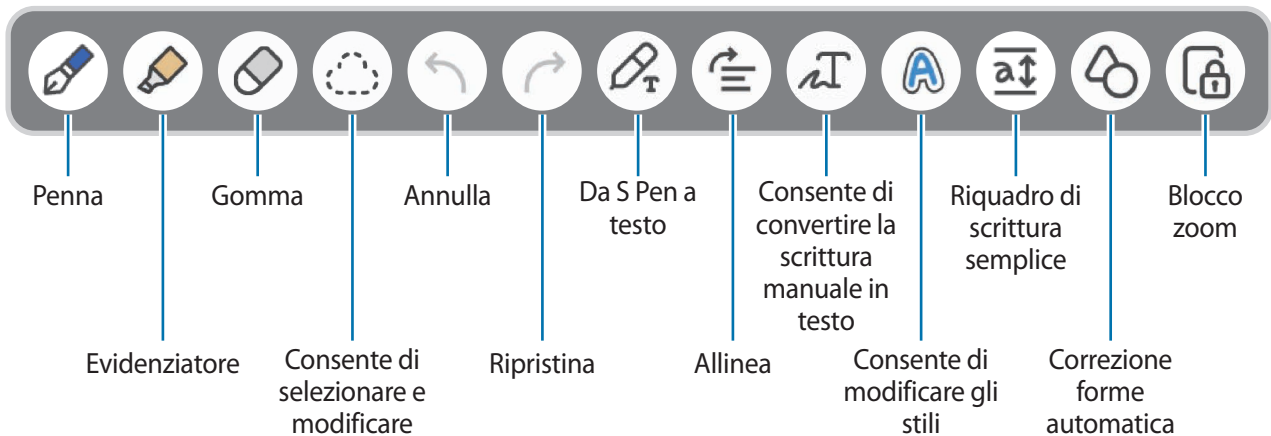 Penna
Gomma
Annulla
Da S Pen a
testo
Consente di
convertire la
scrittura
manuale in
testo
Riquadro di
scrittura
semplice
Blocco
zoom
Evidenziatore
Consente di
selezionare e
modificare
Ripristina
Allinea
Consente di
modificare gli
stili
Correzione
forme
automatica